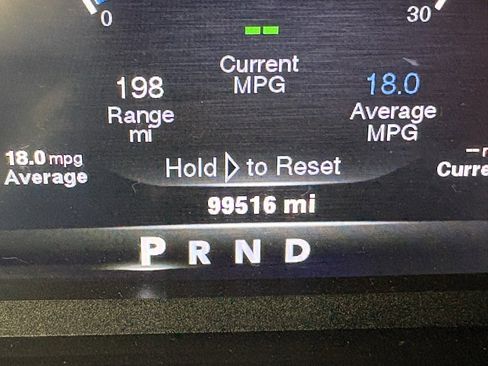 0
30
--
Current
MPG
198
Range
mi
18.0
Average
MPG
18.0 mpg
Average
Hold ▷ to Reset
Curre
99516 mi
P R N D